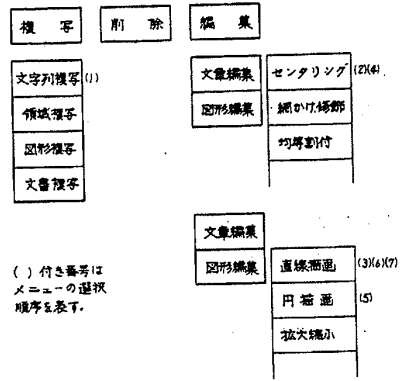 複写 削除 編集
文字列複写 (1)
領域複写
図形複写
文書複写
文章編集 センタリング (2)(4)
図形編集 網かけ修飾
均等割付
文章編集
図形編集 直線描画 (3)(6)(7)
円描画 (5)
拡大縮小
( ) 付き番号は
メニューの選択
順序を表す.